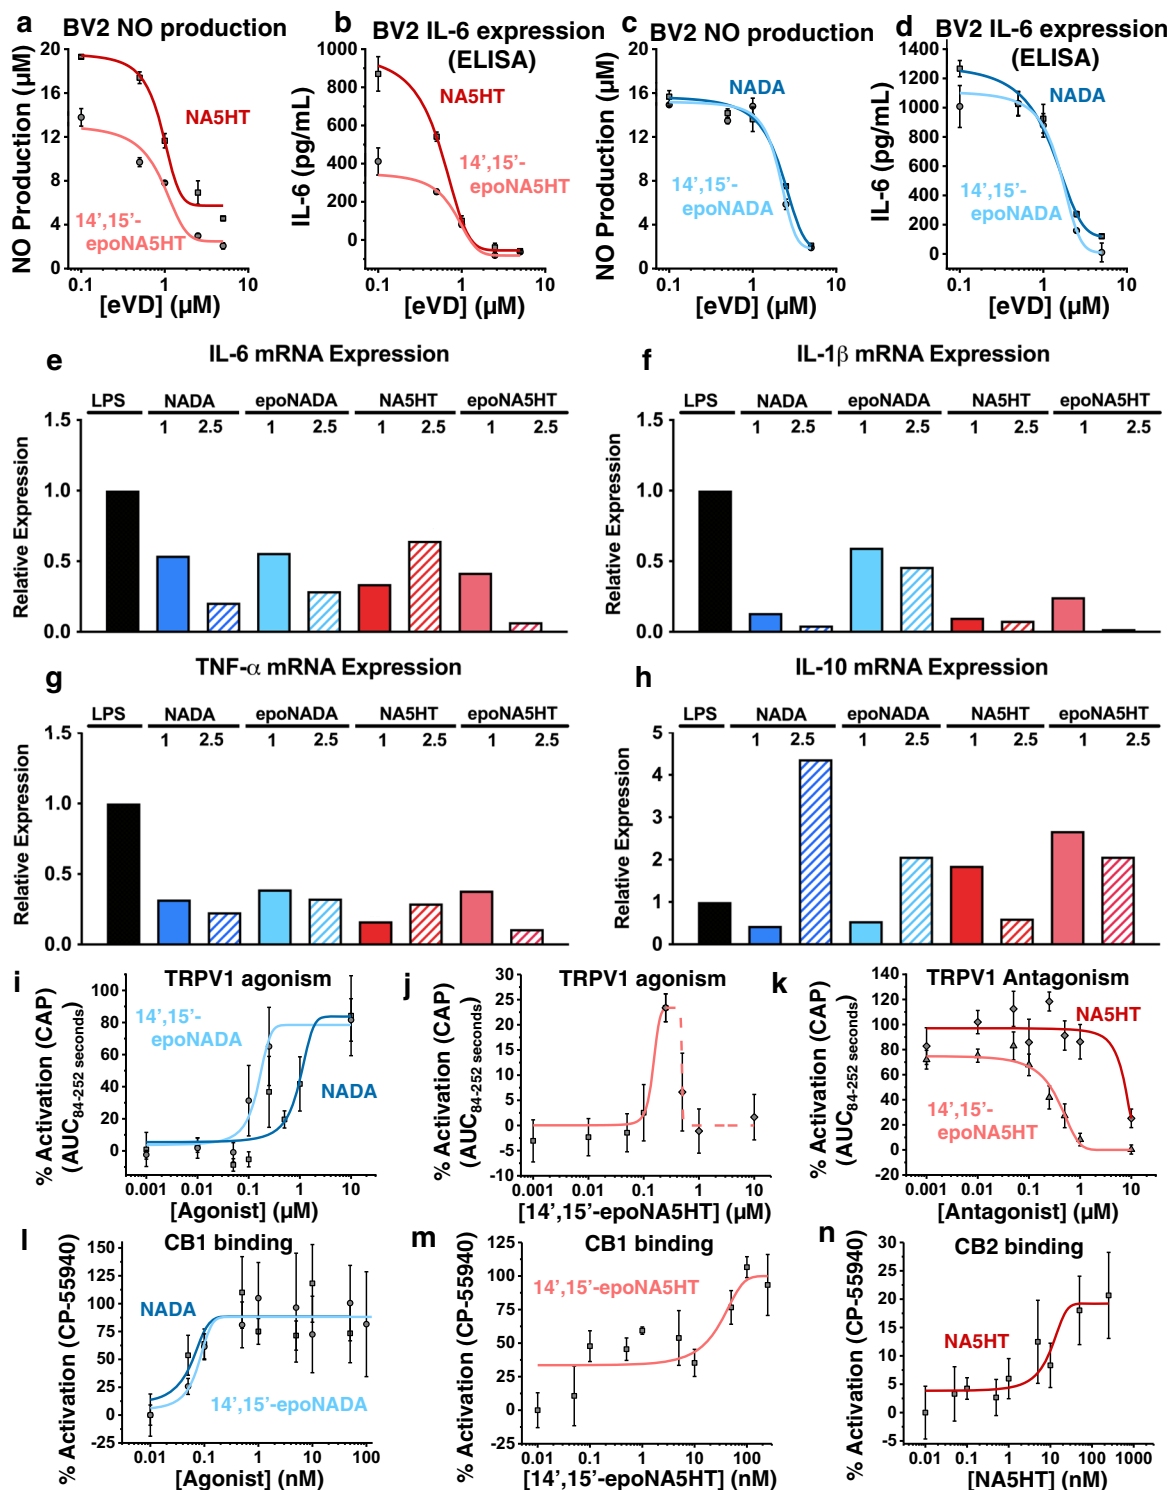 a
BV2 NO production
NO Production (µM)
20
16
12
8
4
0
NA5HT
14’,15’-
epoNA5HT
0.1
1
10
[eVD] (µM)
b
BV2 IL-6 expression
(ELISA)
IL-6 (pg/mL)
1000
800
600
400
200
0
NA5HT
14’,15’-
epoNA5HT
0.1
1
10
[eVD] (µM)
c
BV2 NO production
NO Production (µM)
20
16
12
8
4
0
NADA
14’,15’-
epoNADA
0.1
1
10
[eVD] (µM)
d
BV2 IL-6 expression
(ELISA)
IL-6 (pg/mL)
1400
1200
1000
800
600
400
200
0
NADA
14’,15’-
epoNADA
0.1
1
10
[eVD] (µM)
e
IL-6 mRNA Expression
LPS NADA epoNADA NA5HT epoNA5HT
1 2.5 1 2.5 1 2.5 1 2.5
Relative Expression
1.5
1.0
0.5
0.0
f
IL-1β mRNA Expression
LPS NADA epoNADA NA5HT epoNA5HT
1 2.5 1 2.5 1 2.5 1 2.5
Relative Expression
1.5
1.0
0.5
0.0
g
TNF-α mRNA Expression
LPS NADA epoNADA NA5HT epoNA5HT
1 2.5 1 2.5 1 2.5 1 2.5
Relative Expression
1.5
1.0
0.5
0.0
h
IL-10 mRNA Expression
LPS NADA epoNADA NA5HT epoNA5HT
1 2.5 1 2.5 1 2.5 1 2.5
Relative Expression
5
4
3
2
1
0
i
TRPV1 agonism
% Activation (CAP)
(AUC84-252 seconds)
100
80
60
40
20
0
14’,15’-
epoNADA
NADA
0.001 0.01 0.1 1 10
[Agonist] (µM)
j
TRPV1 agonism
% Activation (CAP)
(AUC84-252 seconds)
30
25
20
15
10
5
0
-5
-10
0.001 0.01 0.1 1 10
[14’,15’-epoNA5HT] (µM)
k
TRPV1 Antagonism
% Activation (CAP)
(AUC84-252 seconds)
140
120
100
80
60
40
20
0
-20
NA5HT
14’,15’-
epoNA5HT
0.001 0.01 0.1 1 10
[Antagonist] (µM)
l
CB1 binding
% Activation (CP-55940)
150
125
100
75
50
25
0
-25
NADA
14’,15’-epoNADA
0.01 0.1 1 10 100
[Agonist] (nM)
m
CB1 binding
% Activation (CP-55940)
125
100
75
50
25
0
-25
14’,15’-epoNA5HT
0.01 0.1 1 10 100
[14’,15’-epoNA5HT] (nM)
n
CB2 binding
% Activation (CP-55940)
30
25
20
15
10
5
0
-5
NA5HT
0.01 0.1 1 10 100 1000
[NA5HT] (nM)